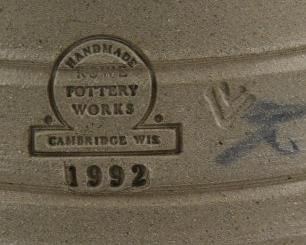 HANDMADE
ROWE
POTTERY
WORKS
CAMBRIDGE WIS.
1992